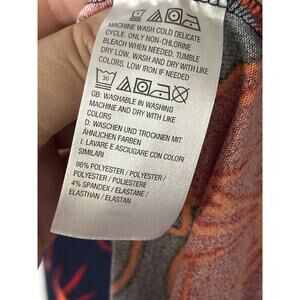 MACHINE WASH COLD DELICATE
CYCLE. ONLY NON-CHLORINE
BLEACH WHEN NEEDED. TUMBLE
DRY LOW. WASH AND DRY WITH LIKE
COLORS. LOW IRON IF NEEDED
30
GB: WASHABLE IN WASHING
MACHINE AND DRY WITH LIKE
COLORS
D: WASCHEN UND TROCKNEN MIT
ÄHNLICHEN FARBEN
I: LAVARE E ASCIUGARE CON COLORI
SIMILARI
96% POLYESTER / POLYESTER /
POLYESTER / POLIESTERE
4% SPANDEX / ELASTANE /
ELASTHAN / ELASTAN